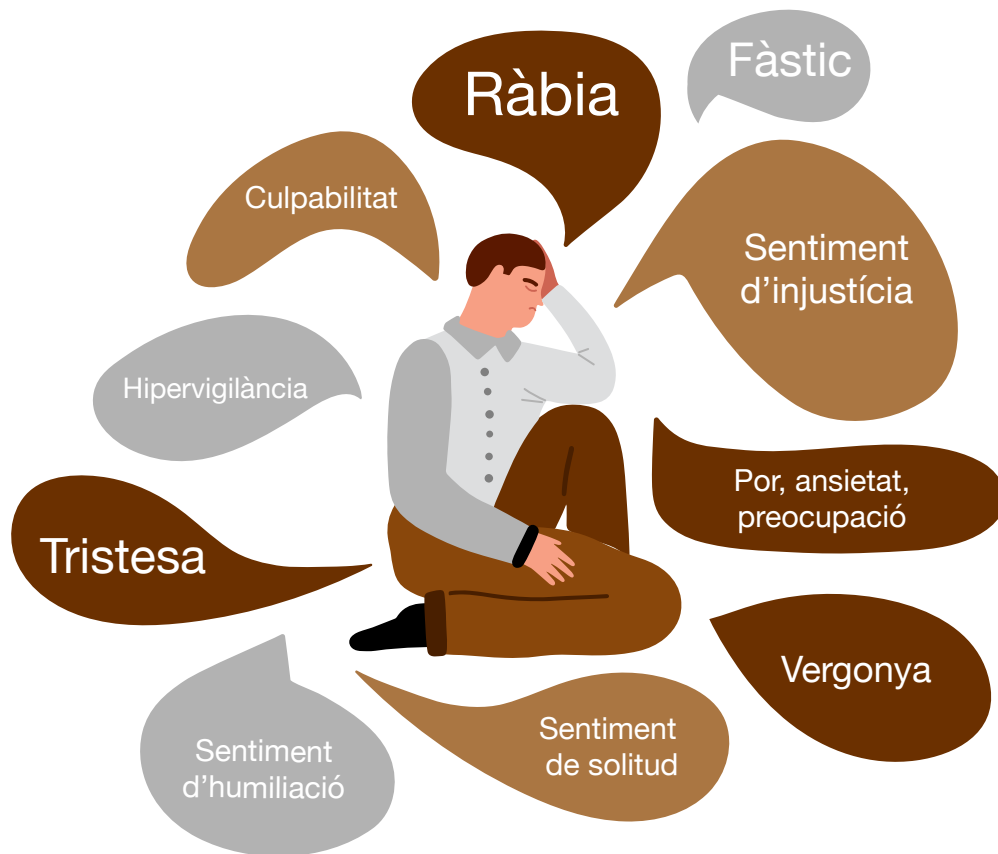 Ràbia
Fàstic
Culpabilitat
Sentiment
d’injustícia
Hipervigilància
Por, ansietat,
preocupació
Tristesa
Vergonya
Sentiment
de solitud
Sentiment
d’humiliació